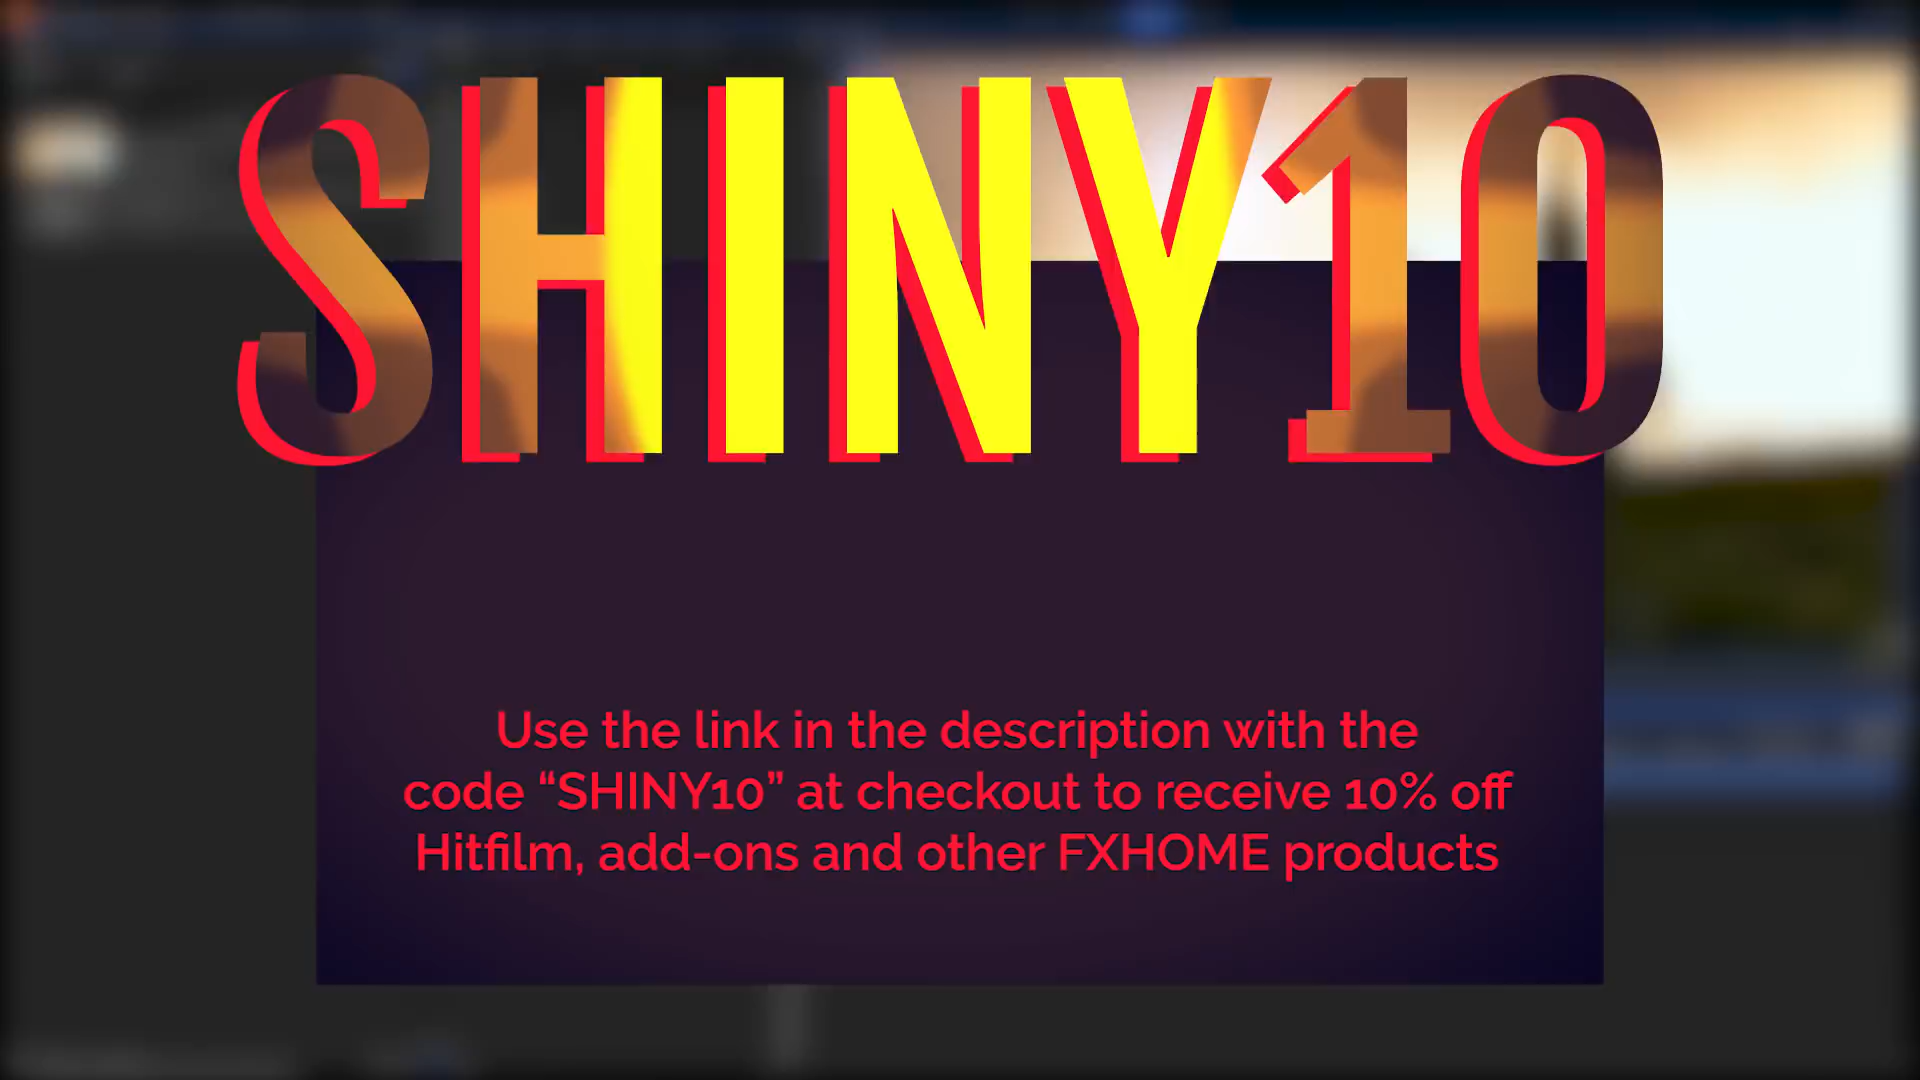 SHINY10
Use the link in the description with the
code “SHINY10” at checkout to receive 10% off
Hitfilm, add-ons and other FXHOME products